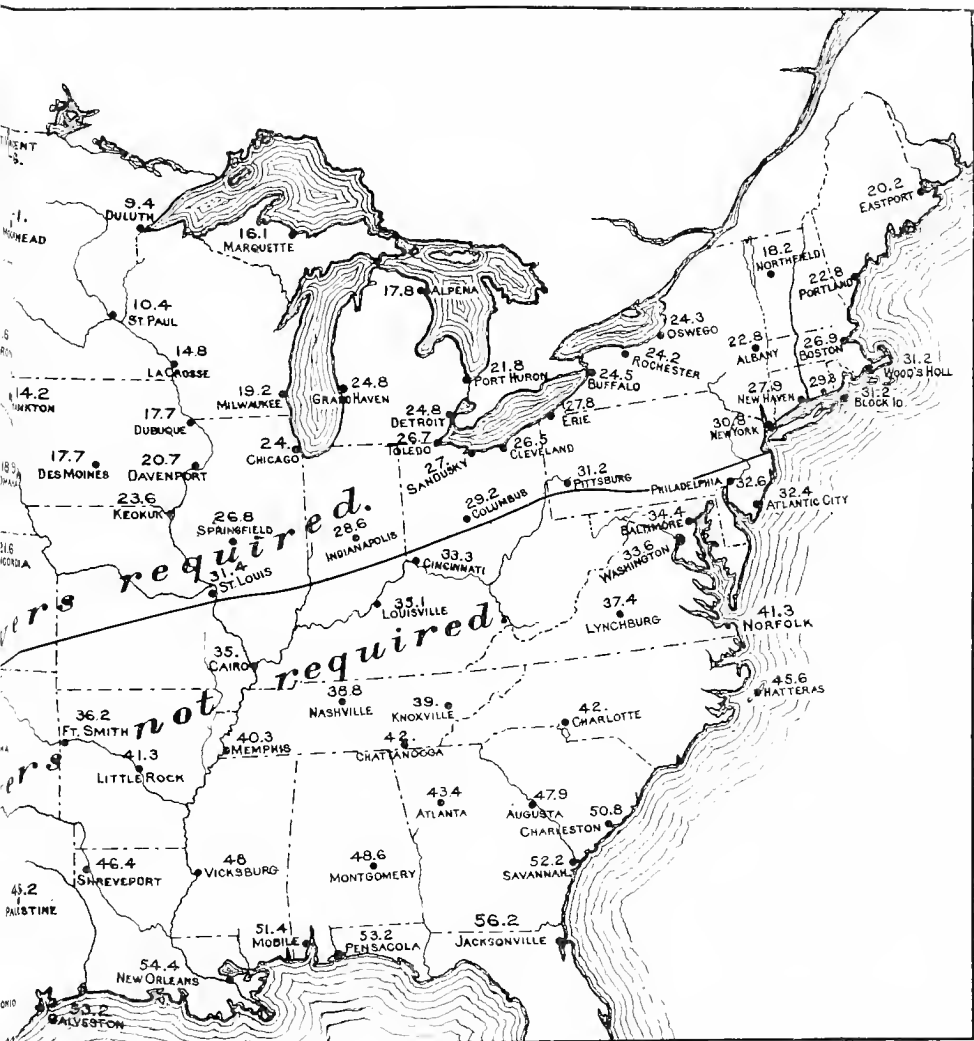 9.4
DULUTH
16.1
MARQUETTE
20.2
EASTPORT
18.2
NORTHFIELD
22.8
PORTLAND
17.8 ALPENA
10.4
ST. PAUL
24.3
OSWEGO
24.2
ROCHESTER
22.8
ALBANY
26.9
BOSTON
31.2
WOOD'S HOLL
14.8
LA CROSSE
21.8
PORT HURON
24.5
BUFFALO
14.2
19.2
MILWAUKEE
24.8
GRAND HAVEN
27.9
NEW HAVEN
29.8
31.2
BLOCK ID.
17.7
DUBUQUE
24.8
DETROIT
27.8
ERIE
30.8
NEW YORK
24.
CHICAGO
26.7
TOLEDO
27.
SANDUSKY
26.5
CLEVELAND
17.7
DES MOINES
20.7
DAVENPORT
31.2
PITTSBURG
PHILADELPHIA 32.6
32.4
ATLANTIC CITY
23.6
KEOKUK
26.8
SPRINGFIELD
28.6
INDIANAPOLIS
29.2
COLUMBUS
34.4
BALTIMORE
33.6
WASHINGTON
31.4
ST. LOUIS
33.3
CINCINNATI
required.
35.1
LOUISVILLE
37.4
LYNCHBURG
41.3
NORFOLK
not required.
35.
CAIRO
38.8
NASHVILLE
39.
KNOXVILLE
45.6
HATTERAS
36.2
FT. SMITH
40.3
MEMPHIS
42.
CHATTANOOGA
42.
CHARLOTTE
41.3
LITTLE ROCK
43.4
ATLANTA
47.9
AUGUSTA
50.8
CHARLESTON
46.4
SHREVEPORT
48
VICKSBURG
48.6
MONTGOMERY
52.2
SAVANNAH
PALESTINE
51.4
MOBILE
53.2
PENSACOLA
56.2
JACKSONVILLE
54.4
NEW ORLEANS
53.2